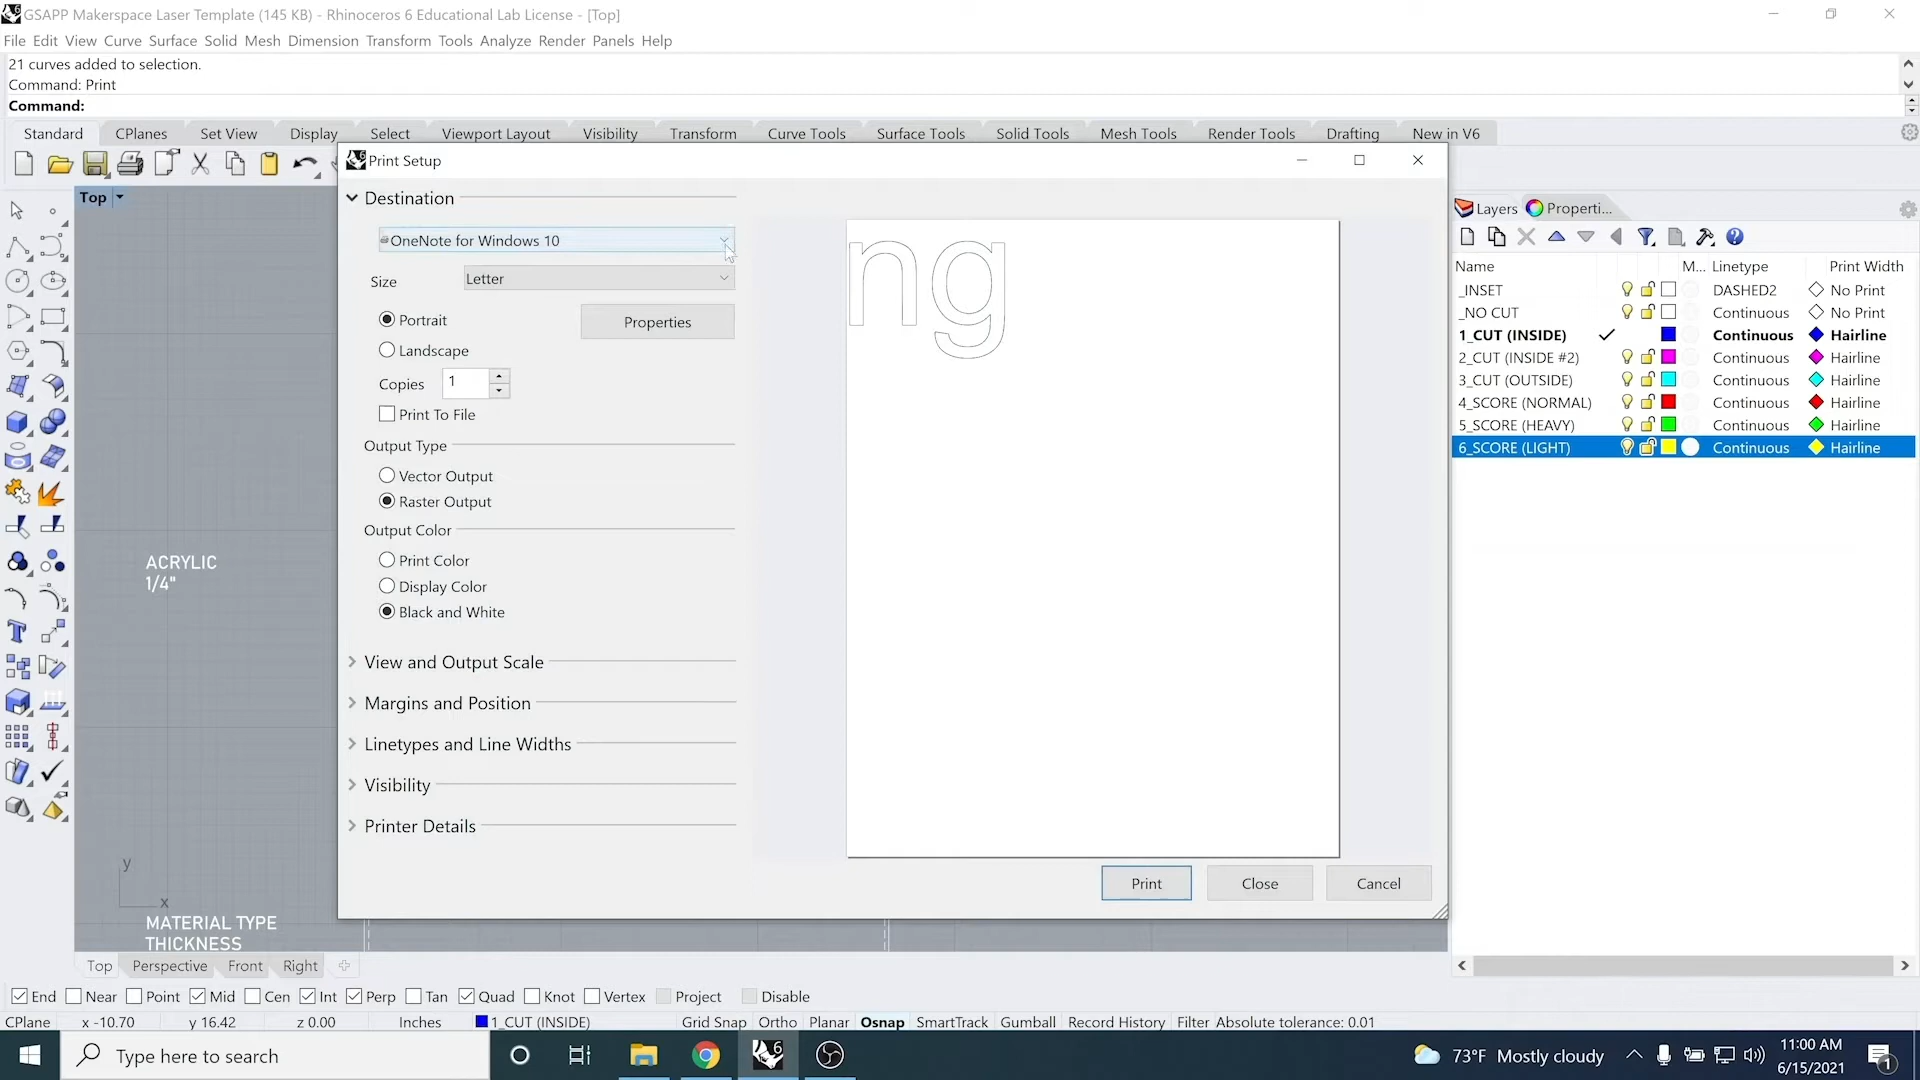 GSAPP Makerspace Laser Template (145 KB) - Rhinoceros 6 Educational Lab License - [Top]
File Edit View Curve Surface Solid Mesh Dimension Transform Tools Analyze Render Panels Help
21 curves added to selection.
Command: Print
Command:
Standard CPlanes Set View Display Select Viewport Layout Visibility Transform Curve Tools Surface Tools Solid Tools Mesh Tools Render Tools Drafting New in V6
Print Setup
Top
Destination
OneNote for Windows 10
Size Letter
Portrait
Properties
Landscape
Copies 1
Print To File
Output Type
Vector Output
Raster Output
Output Color
Print Color
Display Color
Black and White
View and Output Scale
Margins and Position
Linetypes and Line Widths
Visibility
Printer Details
ng
Print Close Cancel
ACRYLIC
1/4"
y
x
MATERIAL TYPE
THICKNESS
Layers Properti...
Name M... Linetype Print Width
_INSET DASHED2 No Print
_NO CUT Continuous No Print
1_CUT (INSIDE) Continuous Hairline
2_CUT (INSIDE #2) Continuous Hairline
3_CUT (OUTSIDE) Continuous Hairline
4_SCORE (NORMAL) Continuous Hairline
5_SCORE (HEAVY) Continuous Hairline
6_SCORE (LIGHT) Continuous Hairline
Top Perspective Front Right
End Near Point Mid Cen Int Perp Tan Quad Knot Vertex Project Disable
CPlane x -10.70 y 16.42 z 0.00 Inches 1_CUT (INSIDE) Grid Snap Ortho Planar Osnap SmartTrack Gumball Record History Filter Absolute tolerance: 0.01
Type here to search
6
73°F Mostly cloudy
11:00 AM
6/15/2021
1